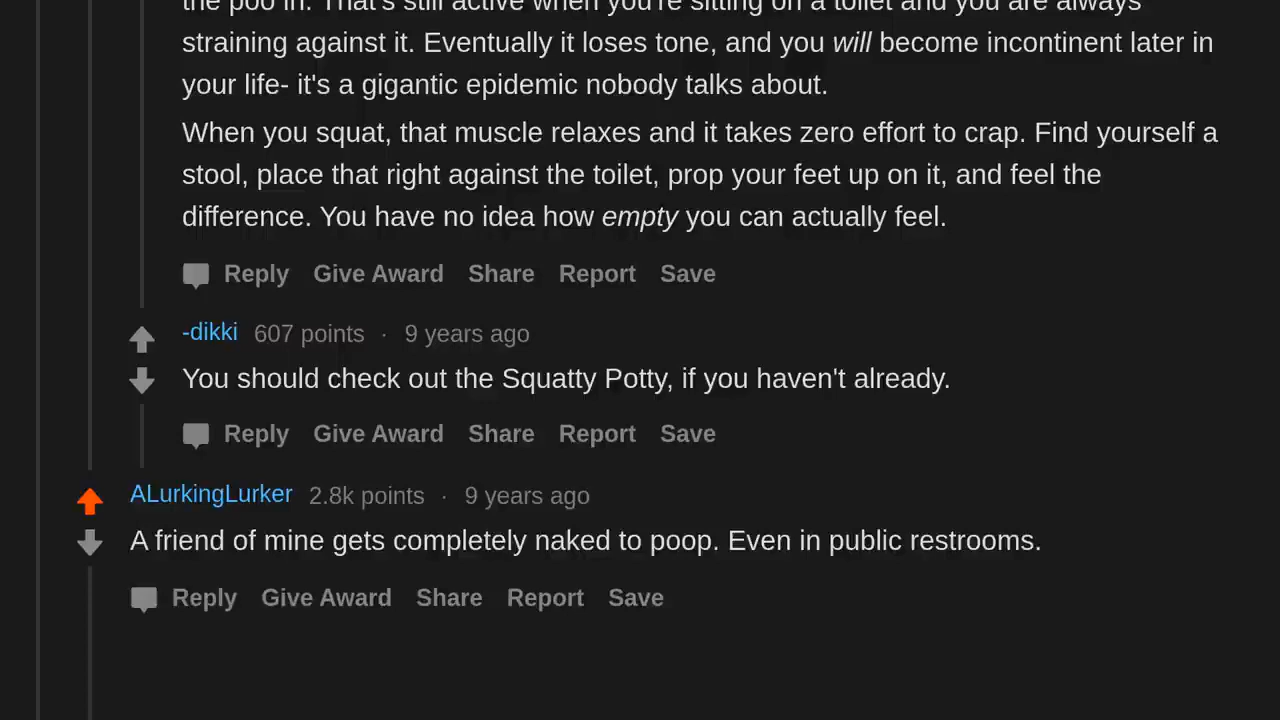 the poo in. That's still active when you're sitting on a toilet and you are always
straining against it. Eventually it loses tone, and you will become incontinent later in
your life- it's a gigantic epidemic nobody talks about.
When you squat, that muscle relaxes and it takes zero effort to crap. Find yourself a
stool, place that right against the toilet, prop your feet up on it, and feel the
difference. You have no idea how empty you can actually feel.
Reply Give Award Share Report Save
-dikki 607 points · 9 years ago
You should check out the Squatty Potty, if you haven't already.
Reply Give Award Share Report Save
ALurkingLurker 2.8k points · 9 years ago
A friend of mine gets completely naked to poop. Even in public restrooms.
Reply Give Award Share Report Save